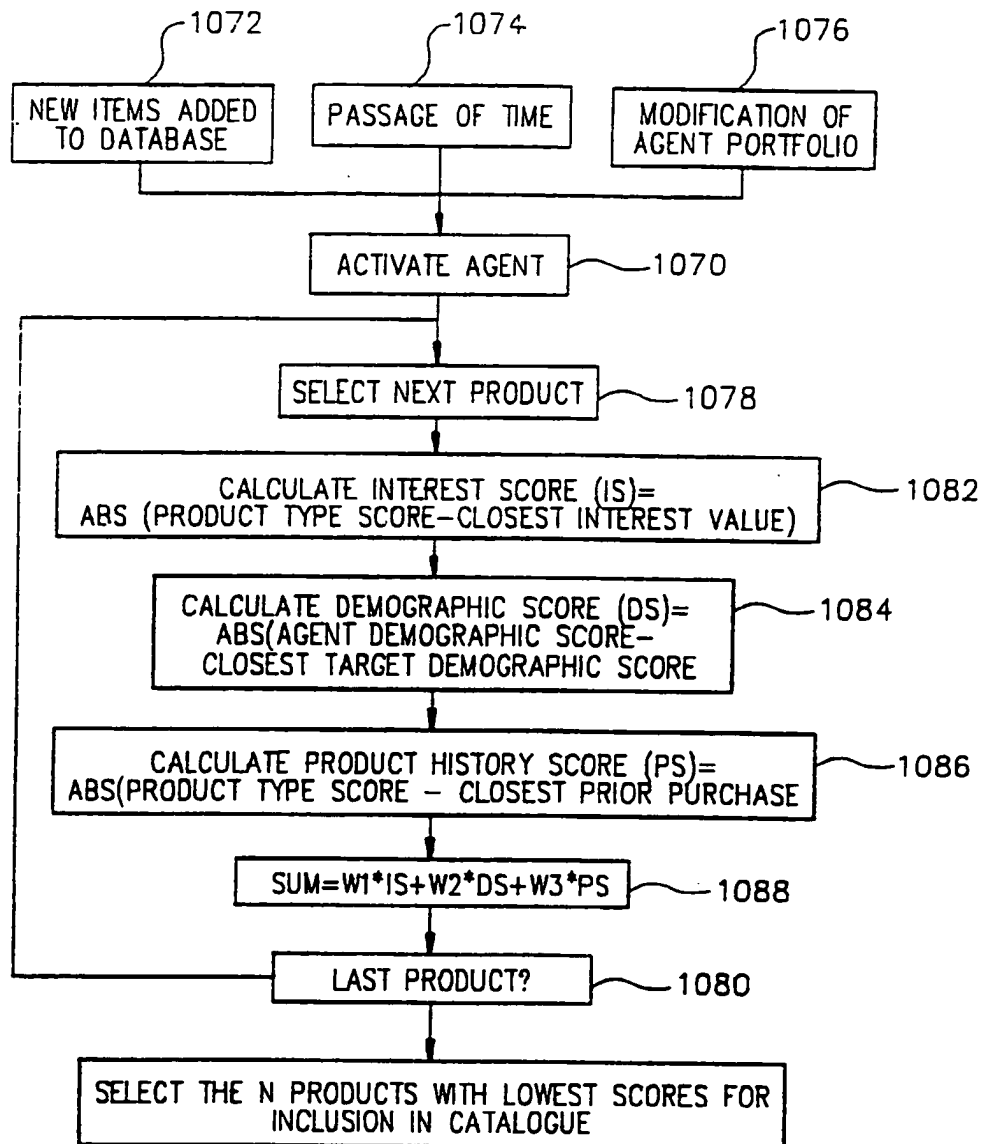 1072
1074
1076
NEW ITEMS ADDED
TO DATABASE
PASSAGE OF TIME
MODIFICATION OF
AGENT PORTFOLIO
ACTIVATE AGENT
1070
SELECT NEXT PRODUCT
1078
CALCULATE INTEREST SCORE (IS)=
ABS (PRODUCT TYPE SCORE-CLOSEST INTEREST VALUE)
1082
CALCULATE DEMOGRAPHIC SCORE (DS)=
ABS(AGENT DEMOGRAPHIC SCORE-
CLOSEST TARGET DEMOGRAPHIC SCORE
1084
CALCULATE PRODUCT HISTORY SCORE (PS)=
ABS(PRODUCT TYPE SCORE - CLOSEST PRIOR PURCHASE
1086
SUM=W1*IS+W2*DS+W3*PS
1088
LAST PRODUCT?
1080
SELECT THE N PRODUCTS WITH LOWEST SCORES FOR
INCLUSION IN CATALOGUE